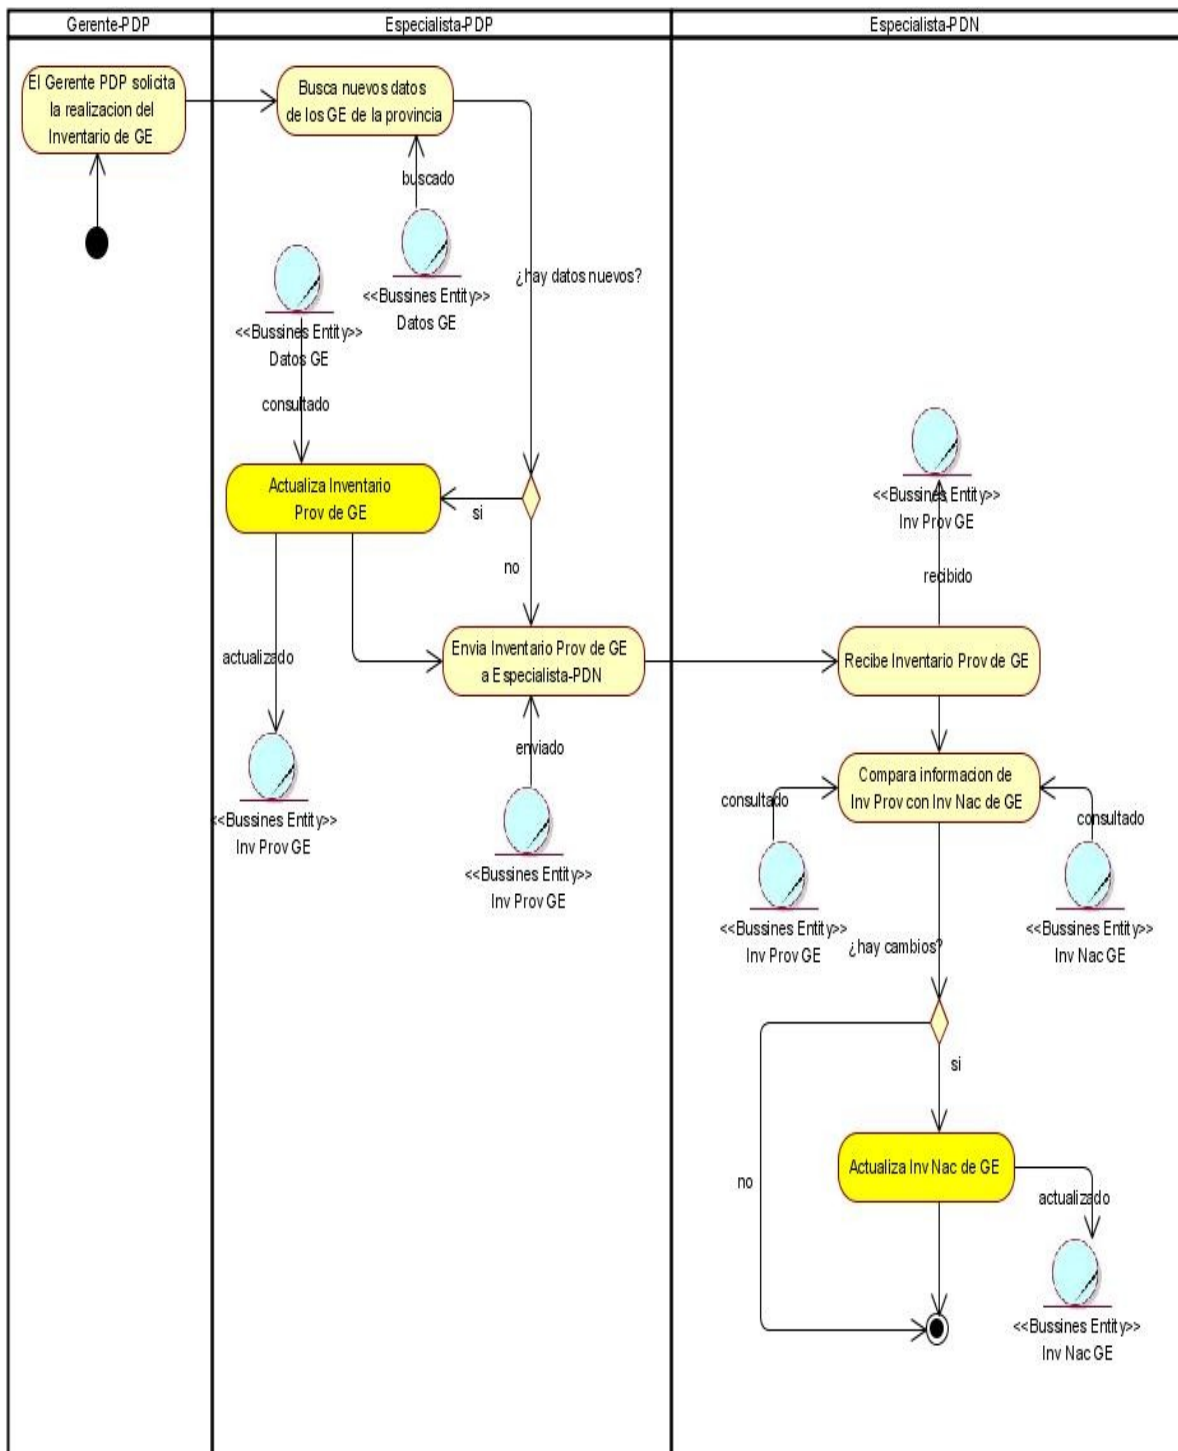 Gerente-PDP
Especialista-PDP
Especialista-PDN
El Gerente PDP solicita
la realizacion del
Inventario de GE
Busca nuevos datos
de los GE de la provincia
buscado
<<Bussines Entity>>
Datos GE
¿hay datos nuevos?
<<Bussines Entity>>
Datos GE
consultado
Actualiza Inventario
Prov de GE
si
no
actualizado
<<Bussines Entity>>
Inv Prov GE
Envia Inventario Prov de GE
a Especialista-PDN
enviado
<<Bussines Entity>>
Inv Prov GE
<<Bussines Entity>>
Inv Prov GE
recibido
Recibe Inventario Prov de GE
Compara informacion de
Inv Prov con Inv Nac de GE
consultado
<<Bussines Entity>>
Inv Prov GE
consultado
<<Bussines Entity>>
Inv Nac GE
¿hay cambios?
si
no
Actualiza Inv Nac de GE
actualizado
<<Bussines Entity>>
Inv Nac GE